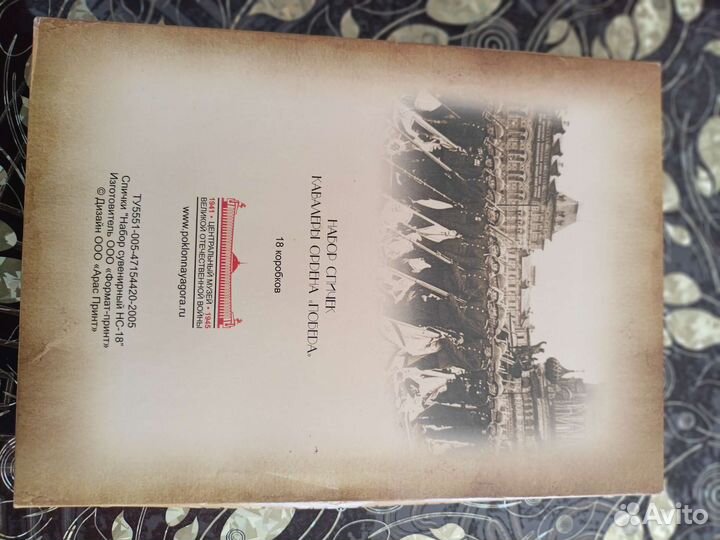 НАБОР СПИЧЕК
КАВАЛЕРЫ ОРДЕНА „ПОБЕДА“
18 коробков
1941 • ЦЕНТРАЛЬНЫЙ МУЗЕЙ • 1945
ВЕЛИКОЙ ОТЕЧЕСТВЕННОЙ ВОЙНЫ
www.poklonnayagora.ru
ТУ5551-005-47154420-2005
Спички "Набор сувенирный НС-18"
Изготовитель ООО «Формат-принт»
© Дизайн ООО «Арас Принт»
Avito